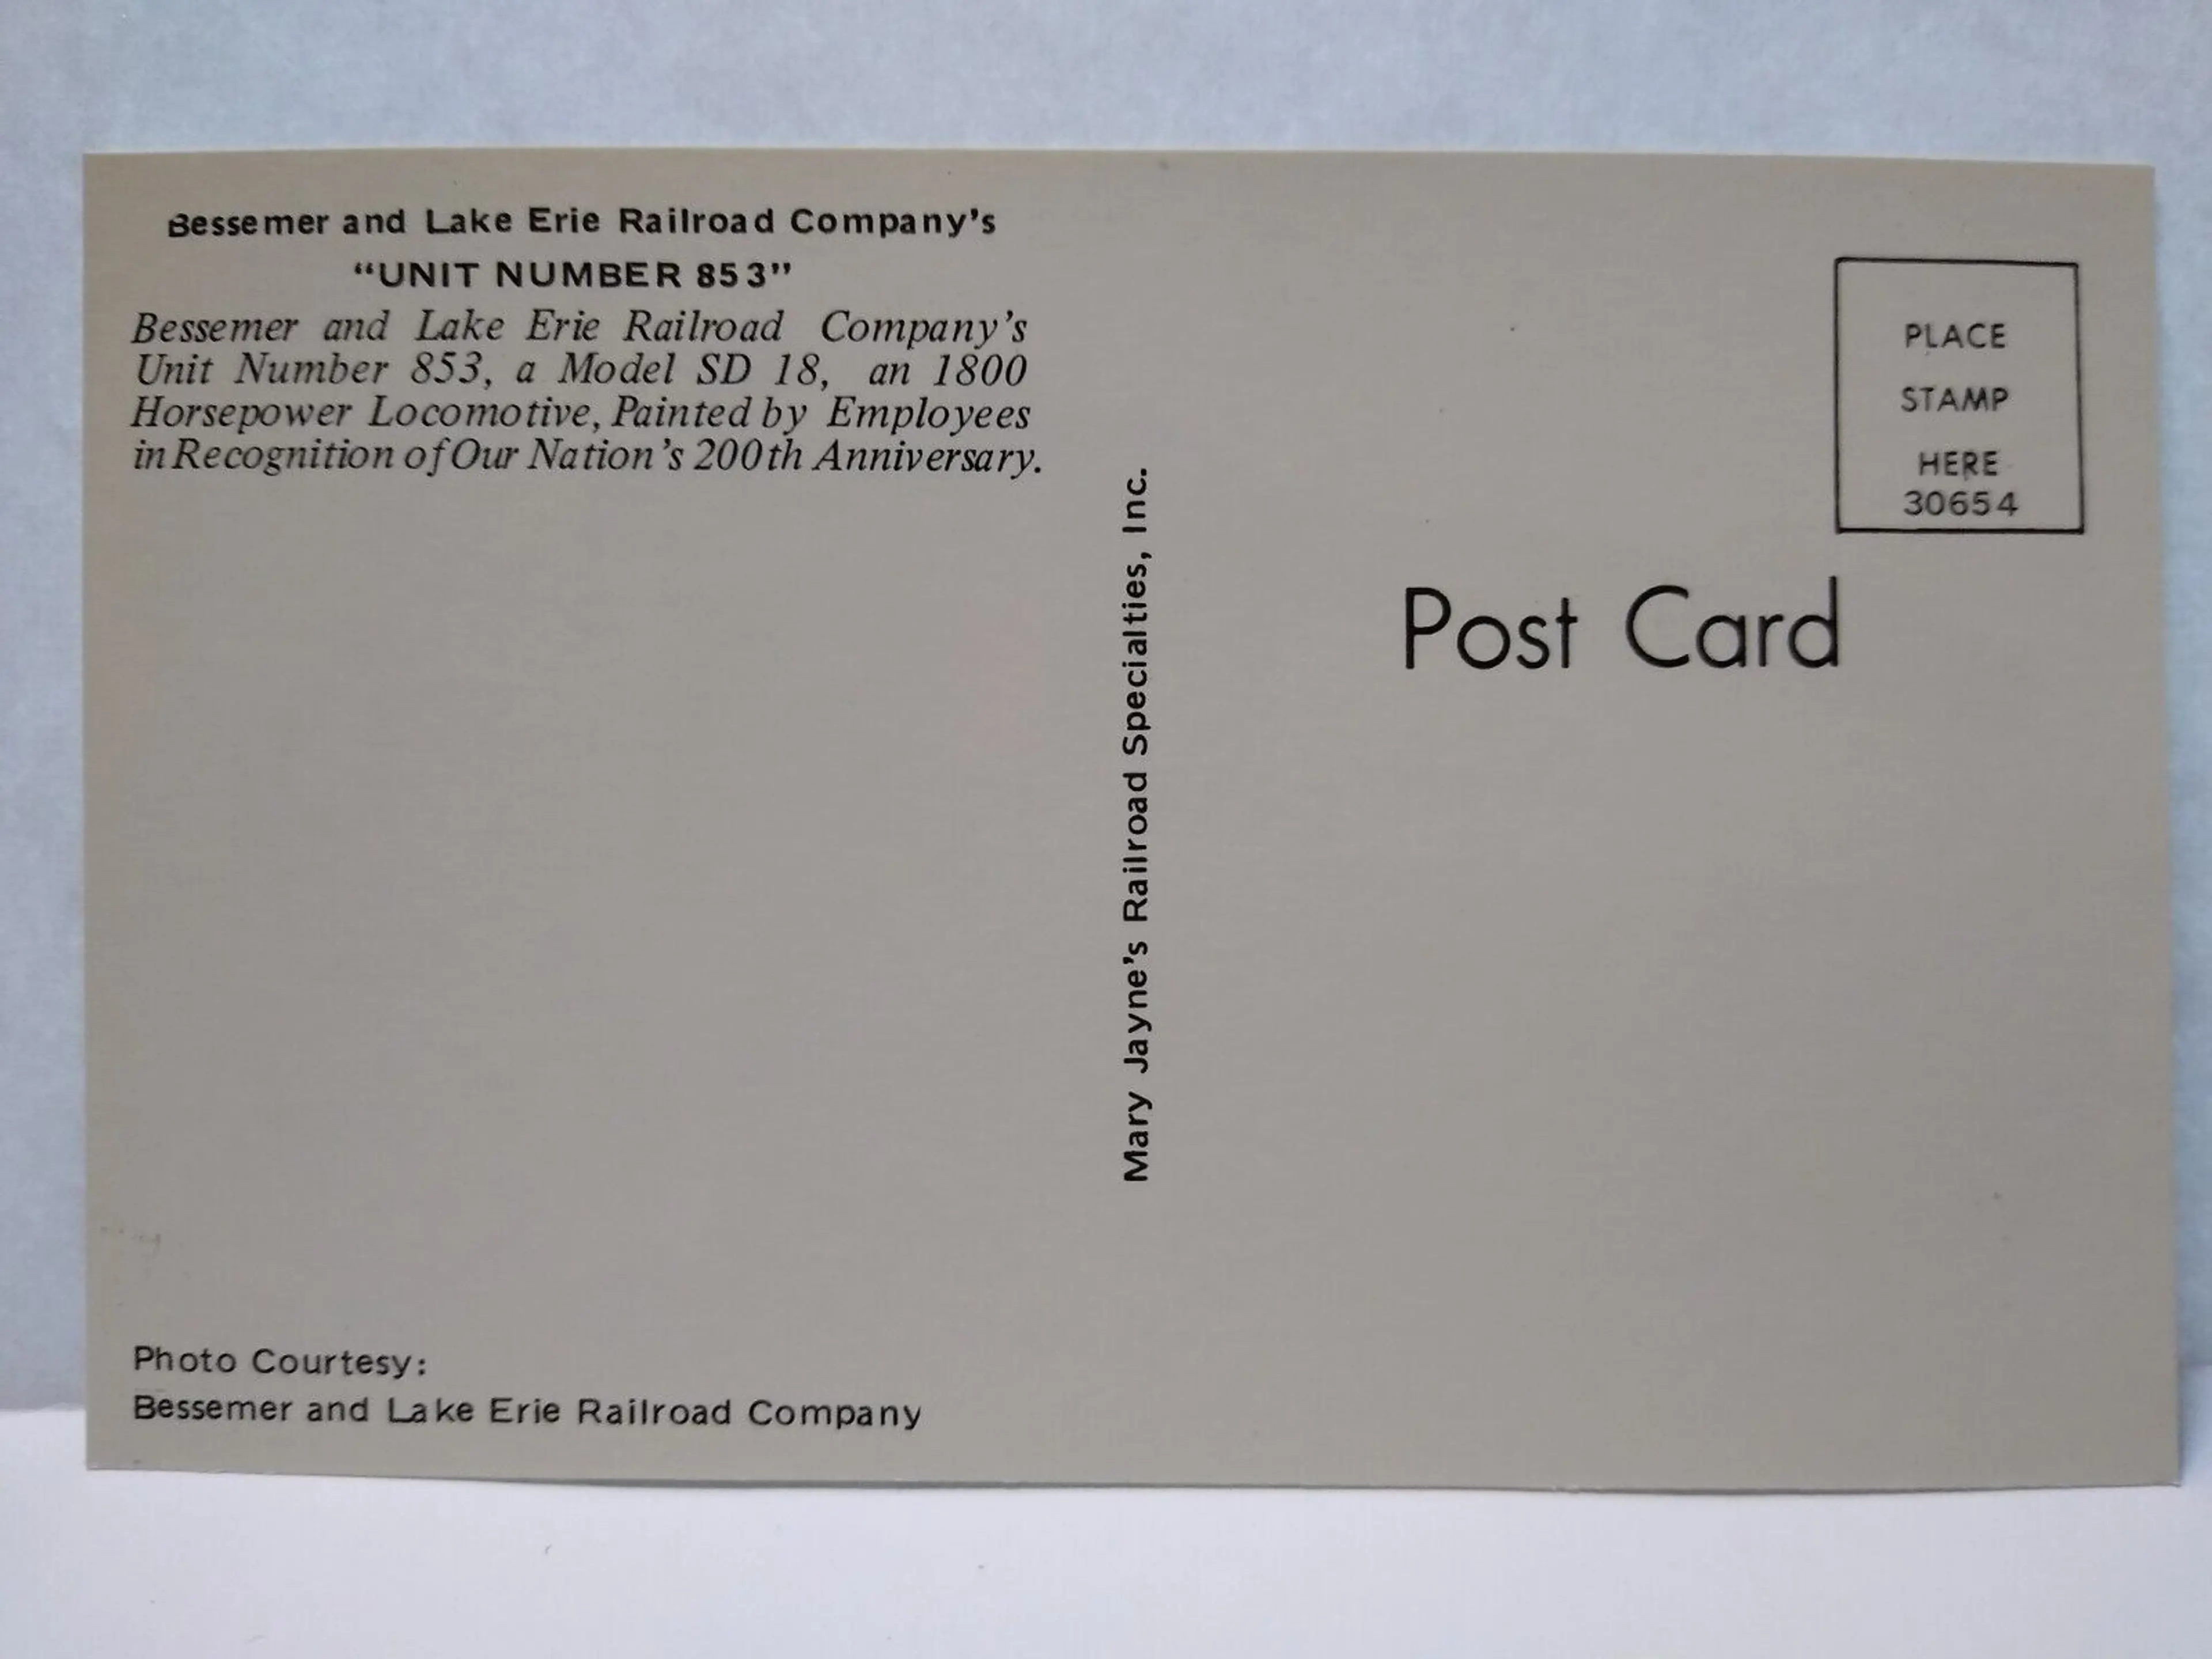 Bessemer and Lake Erie Railroad Company's
“UNIT NUMBER 853”
Bessemer and Lake Erie Railroad Company's
Unit Number 853, a Model SD 18, an 1800
Horsepower Locomotive, Painted by Employees
in Recognition of Our Nation's 200th Anniversary.
Photo Courtesy:
Bessemer and Lake Erie Railroad Company
Mary Jayne's Railroad Specialties, Inc.
PLACE
STAMP
HERE
30654
Post Card